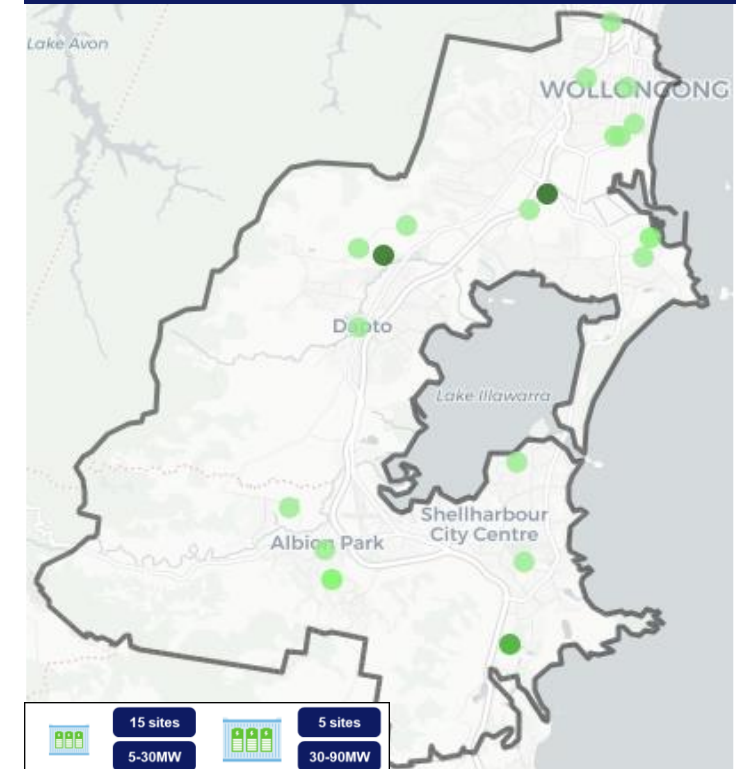 Lake Avon
WOLLONGONG
Dapto
Lake Illawarra
Shellharbour
City Centre
Albion Park
15 sites
5 sites
5-30MW
30-90MW